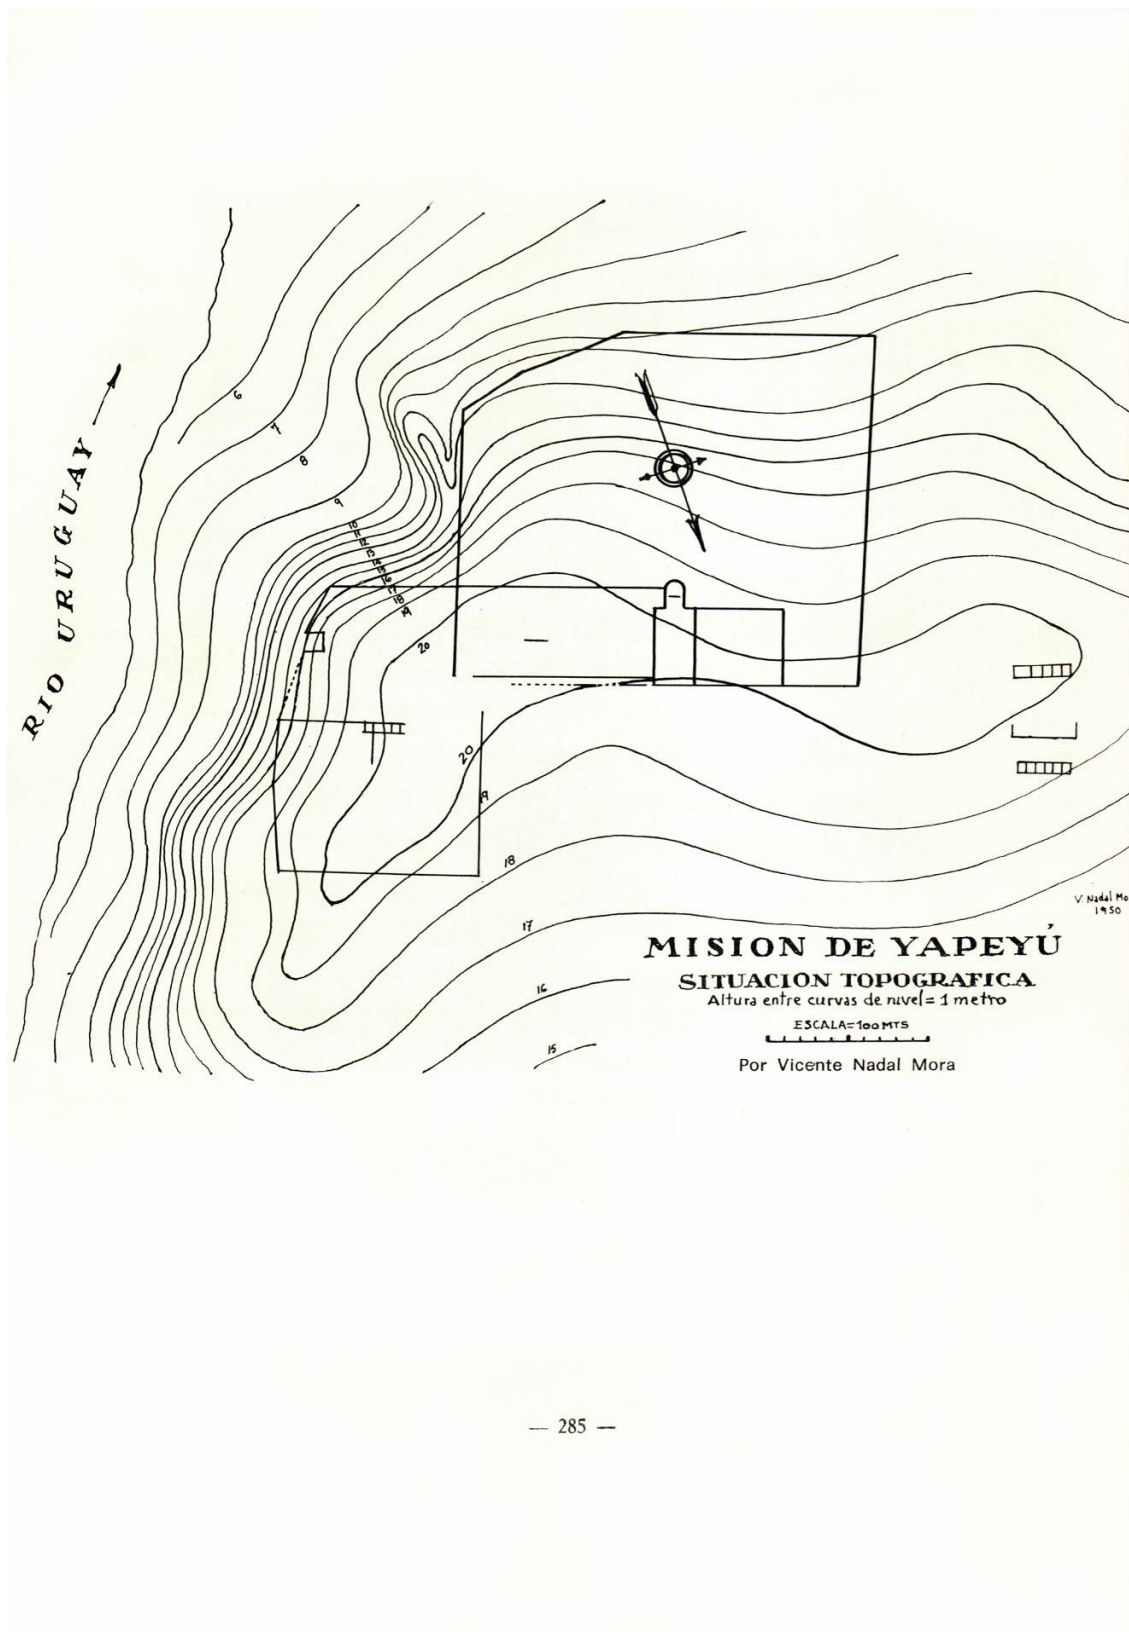 RIO URUGUAY
6
7
8
9
10
11
12
13
14
15
16
17
18
19
20
20
19
18
17
16
15
V. Nadal Mo
1950
MISION DE YAPEYÚ
SITUACION TOPOGRAFICA
Altura entre curvas de nivel = 1 metro
ESCALA = 100 MTS
Por Vicente Nadal Mora
— 285 —